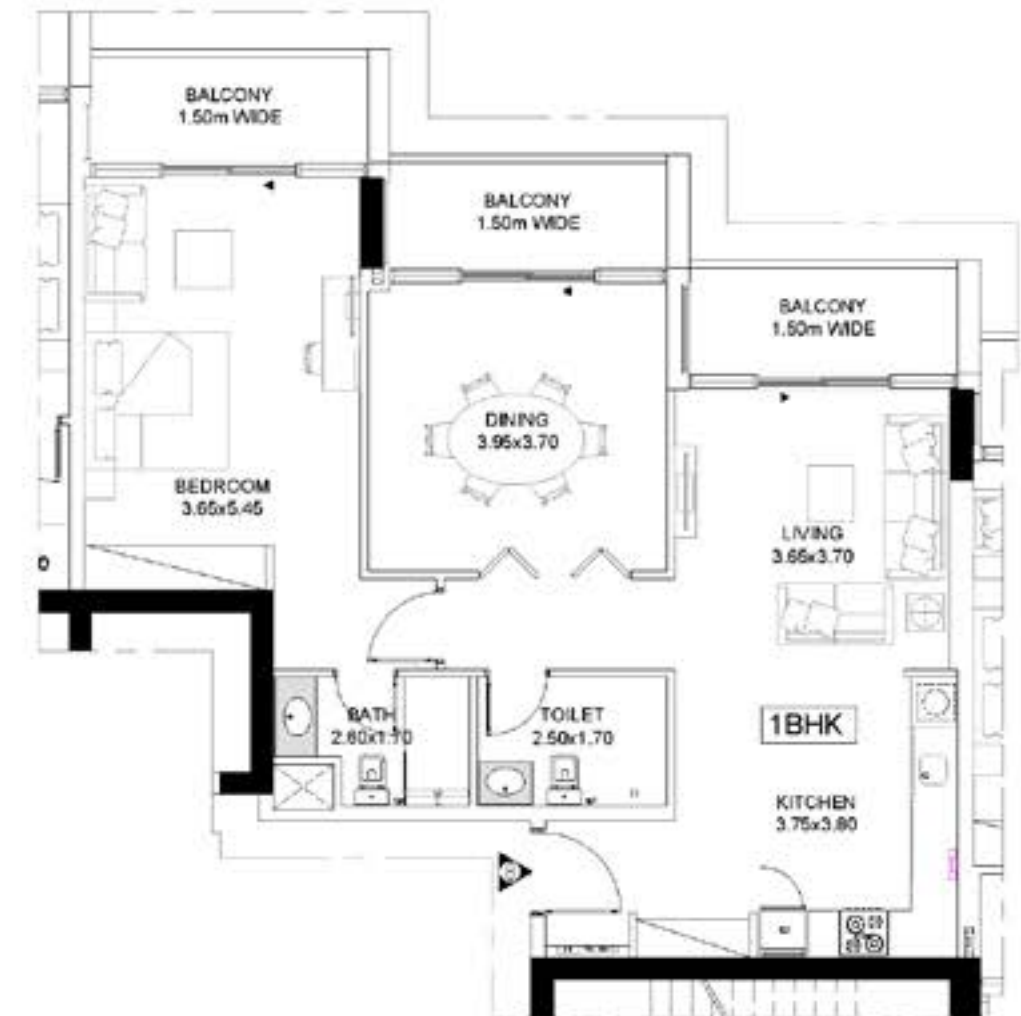 BALCONY
1.50m WIDE
BALCONY
1.50m WIDE
BALCONY
1.50m WIDE
DINING
3.95x3.70
BEDROOM
3.65x5.45
LIVING
3.65x3.70
BATH
2.60x1.70
TOILET
2.50x1.70
1BHK
KITCHEN
3.75x3.80